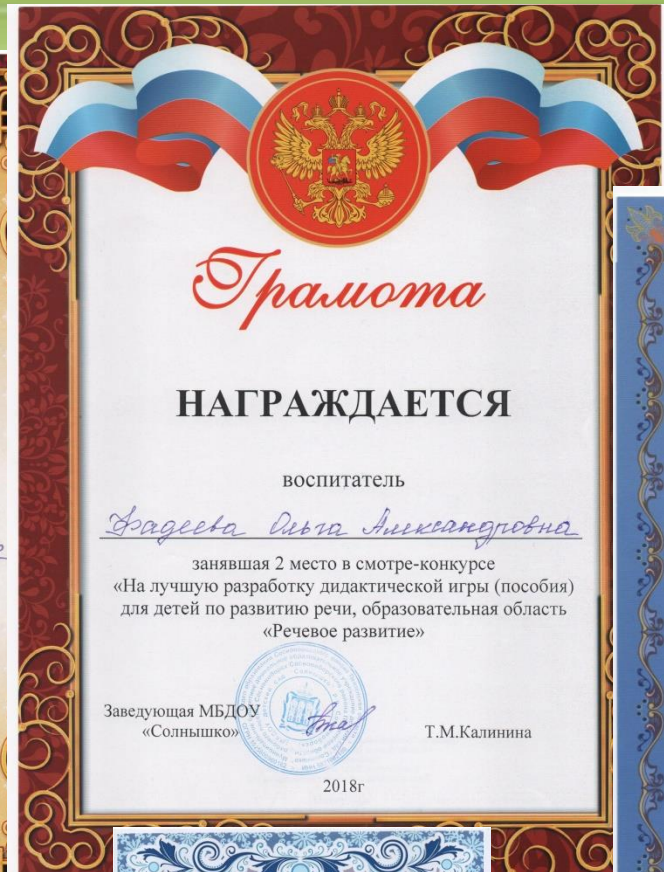 Грамота
НАГРАЖДАЕТСЯ
воспитатель
Фадеева Ольга Александровна
занявшая 2 место в смотре-конкурсе
«На лучшую разработку дидактической игры (пособия)
для детей по развитию речи, образовательная область
«Речевое развитие»
Заведующая МБДОУ
«Солнышко»
Т.М.Калинина
2018г